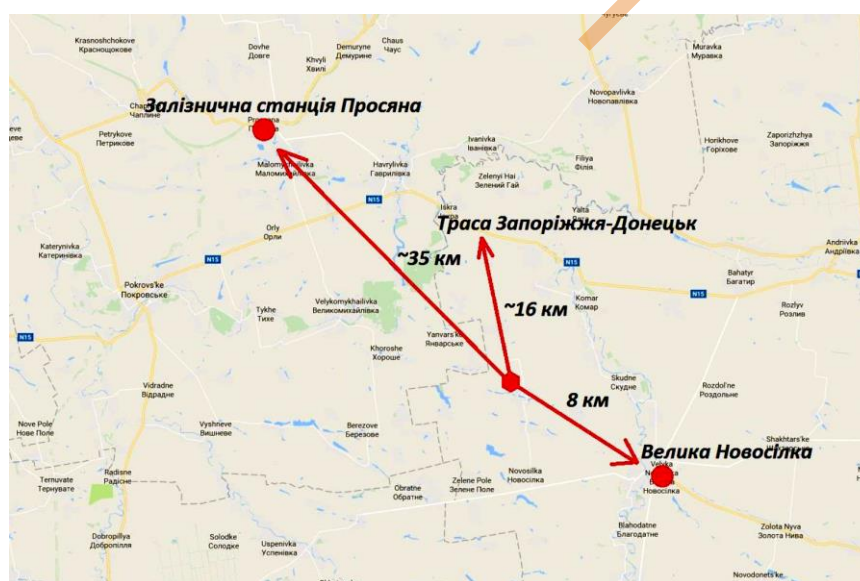 Krasnoshchokove
Краснощокове
Dovhe
Довге
Demuryne
Демурине
Chaus
Чаус
Khvyli
Хвилі
Muravka
Муравка
Novopavlivka
Новопавлівка
Залізнична станція Просяна
Petrykove
Петрикове
Malomykhailivka
Маломихайлівка
Havrylivka
Гаврилівка
Ivanivka
Іванівка
Filiya
Філія
Horikhove
Горіхове
Zaporizhzhya
Запоріжжя
Zelenyi Hai
Зелений Гай
N15
Iskra
Yalta
Траса Запоріжжя-Донецьк
Orly
Орли
Katerynivka
Катеринівка
N15
~35 км
Andriivka
Андріївка
Bahatyr
Багатир
N15
Pokrovs'ke
Покровське
Tykhe
Тихе
Velykomykhailivka
Великомихайлівка
Komar
Комар
Rozlyv
Розлив
~16 км
N15
Yanvars'ke
Январське
Khoroshe
Хороше
Vidradne
Відрадне
8 км
Skudne
Скудне
Rozdol'ne
Роздольне
Nove Pole
Нове Поле
Vyshneve
Вишневе
Berezove
Березове
Shakhtars'ke
Велика Новосілка
Ternuvate
Тернувате
Radisne
Радісне
Obratne
Обратне
Zelene Pole
Зелене Поле
Novosilka
Новосілка
Новосілка
Dobropillya
Добропілля
Solodke
Солодке
Uspenivka
Успенівка
Blahodatne
Благодатне
Zolota Nyva
Золота Нива
Novodonets'ke